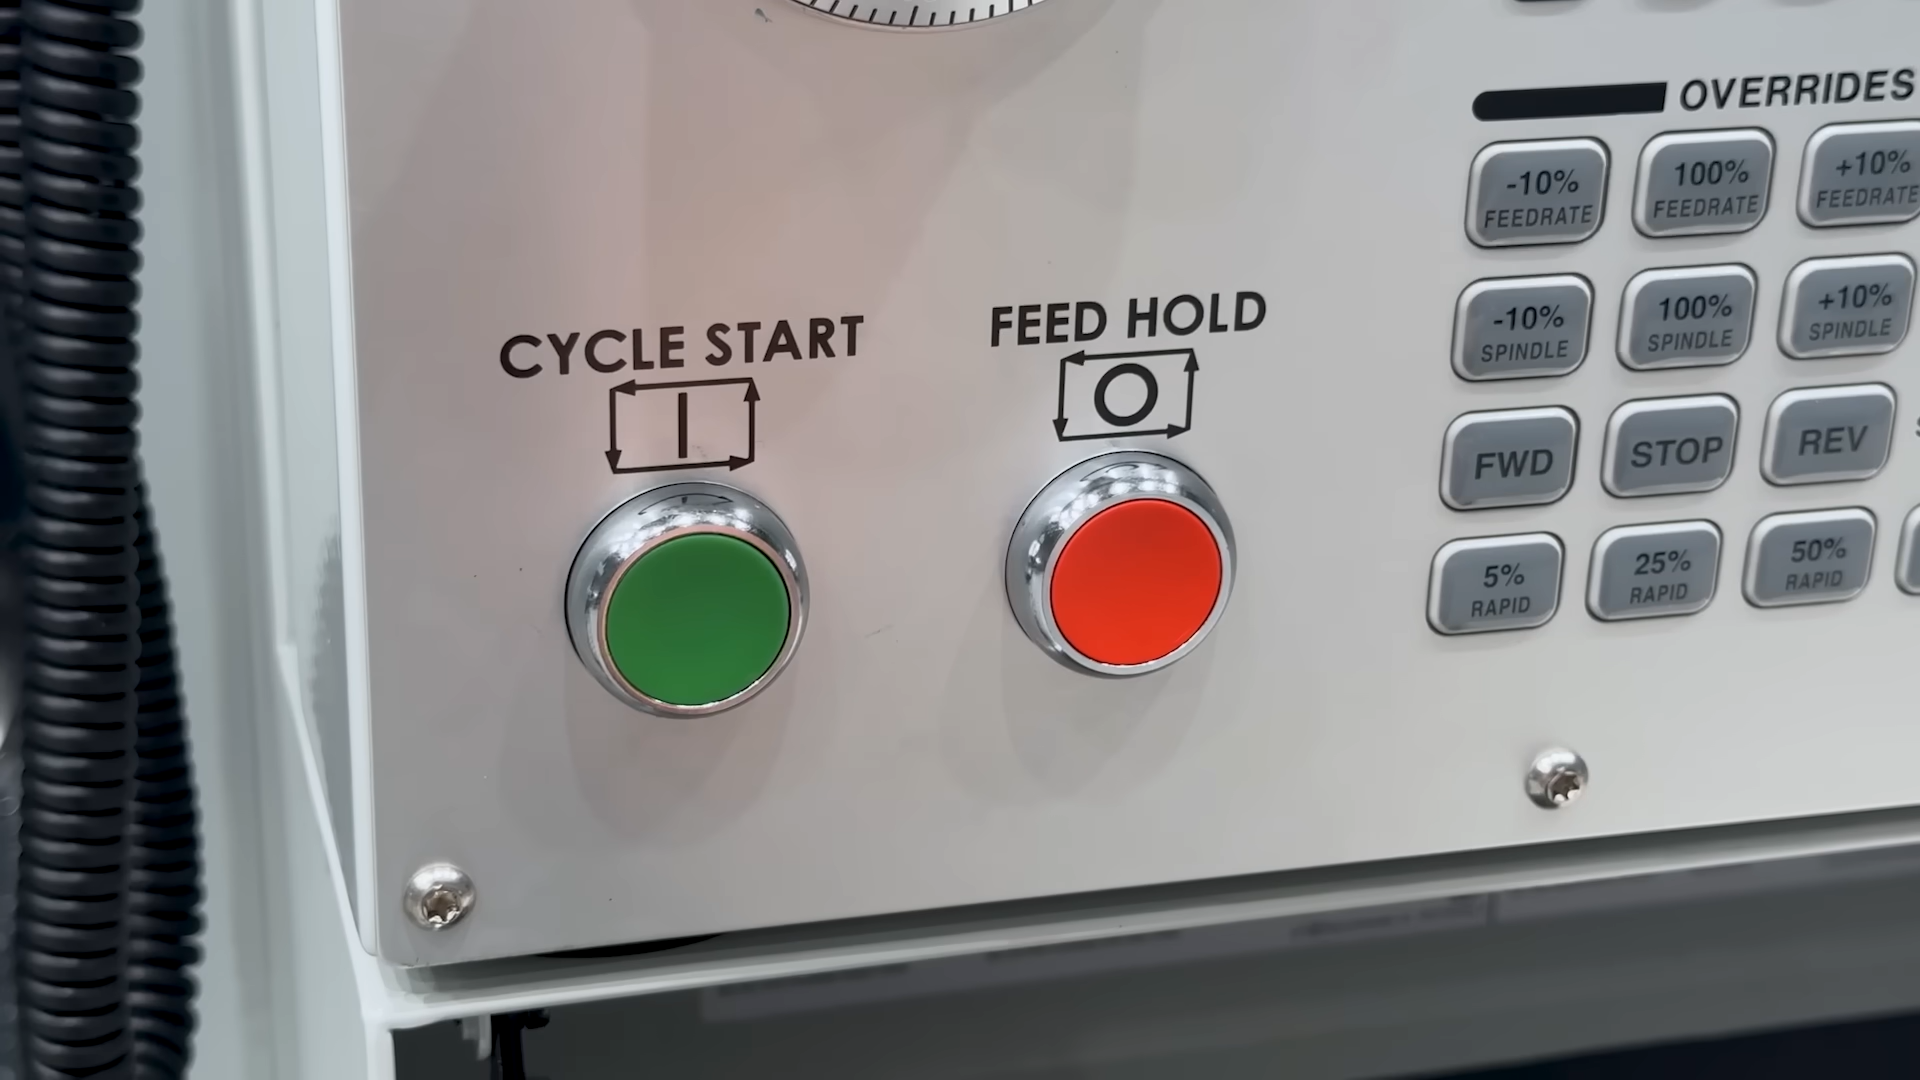 OVERRIDES
-10%
FEEDRATE
100%
FEEDRATE
+10%
FEEDRATE
CYCLE START
FEED HOLD
-10%
SPINDLE
100%
SPINDLE
+10%
SPINDLE
FWD
STOP
REV
5%
RAPID
25%
RAPID
50%
RAPID